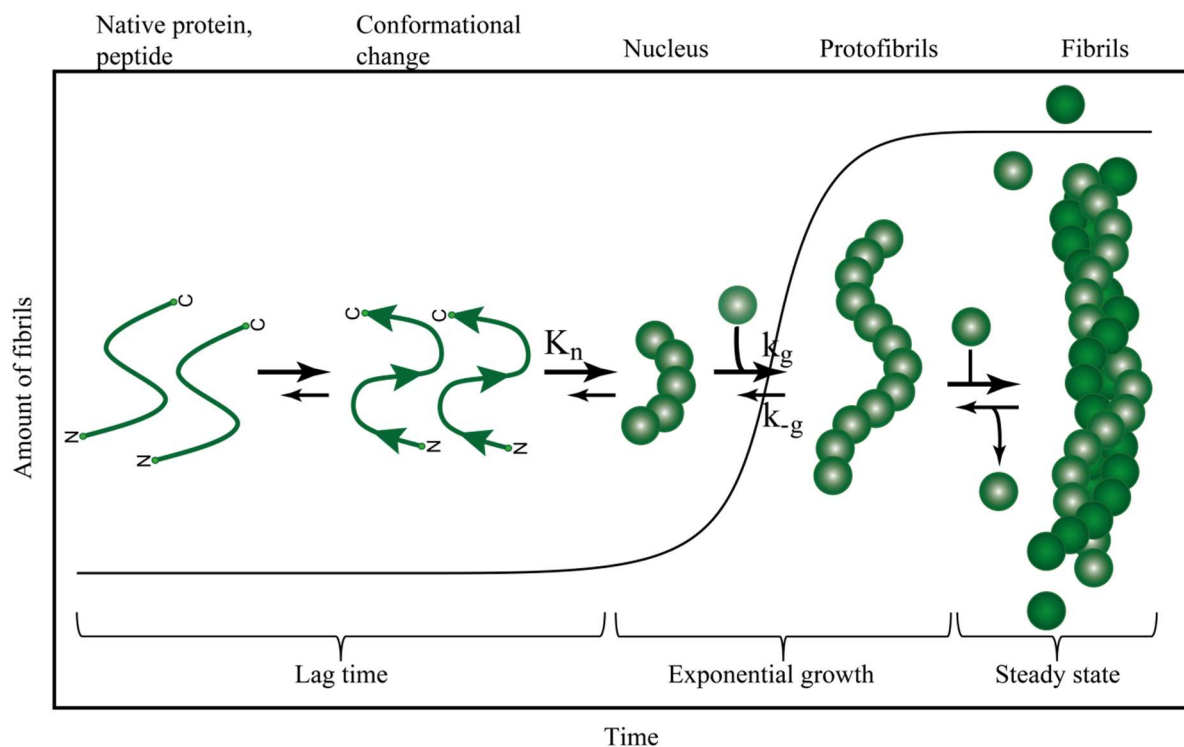 Native protein,
peptide
Conformational
change
Nucleus
Protofibrils
Fibrils
Amount of fibrils
C
N
C
N
C
N
C
N
Kn
kg
k-g
Lag time
Exponential growth
Steady state
Time